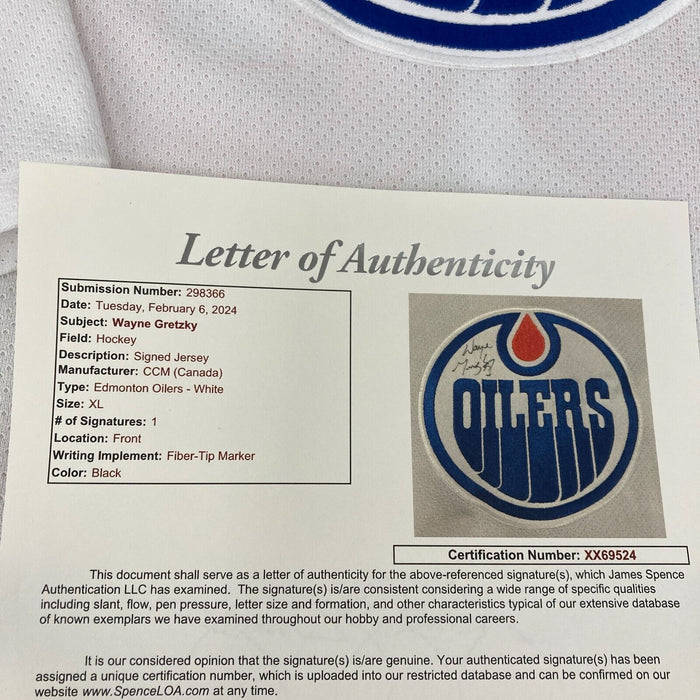 Letter of Authenticity
Submission Number: 298366
Date: Tuesday, February 6, 2024
Subject: Wayne Gretzky
Field: Hockey
Description: Signed Jersey
Manufacturer: CCM (Canada)
Type: Edmonton Oilers - White
Size: XL
# of Signatures: 1
Location: Front
Writing Implement: Fiber-Tip Marker
Color: Black
Wayne
Gretzky
OILERS
Certification Number: XX69524
This document shall serve as a letter of authenticity for the above-referenced signature(s), which James Spence
Authentication LLC has examined. The signature(s) is/are consistent considering a wide range of specific qualities
including slant, flow, pen pressure, letter size and formation, and other characteristics typical of our extensive database
of known exemplars we have examined throughout our hobby and professional careers.
It is our considered opinion that the signature(s) is/are genuine. Your authenticated signature(s) has been
assigned a unique certification number, which is uploaded into our restricted database and can be confirmed on our
website www.SpenceLOA.com at any time.